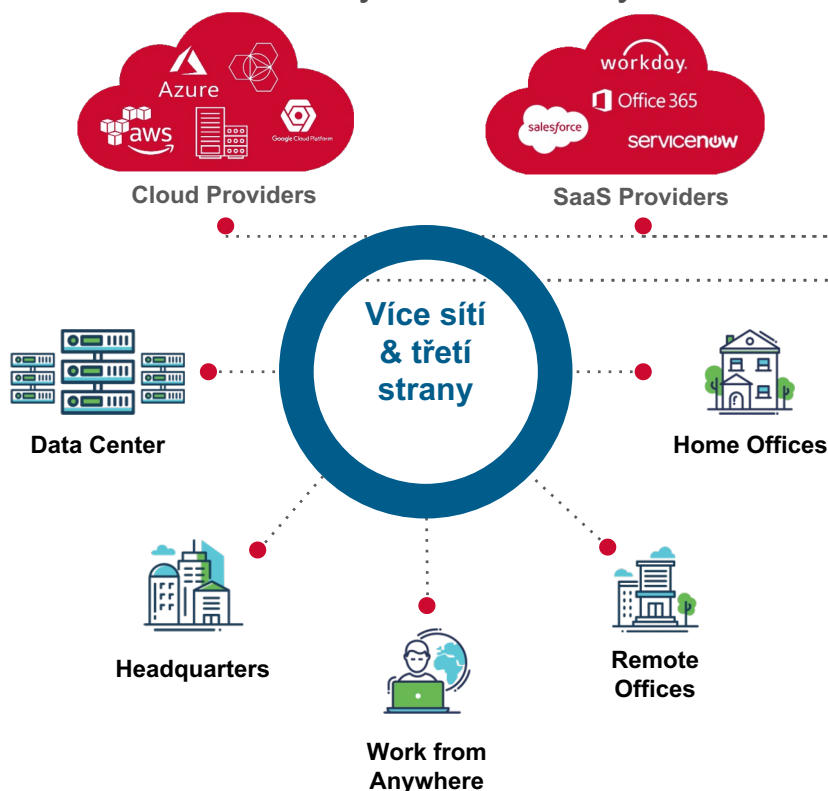 workday.
Azure
Office 365
aws
Google Cloud Platform
salesforce
servicenow
Cloud Providers
SaaS Providers
Více sítí
& třetí
strany
Data Center
Home Offices
Headquarters
Remote
Offices
Work from
Anywhere